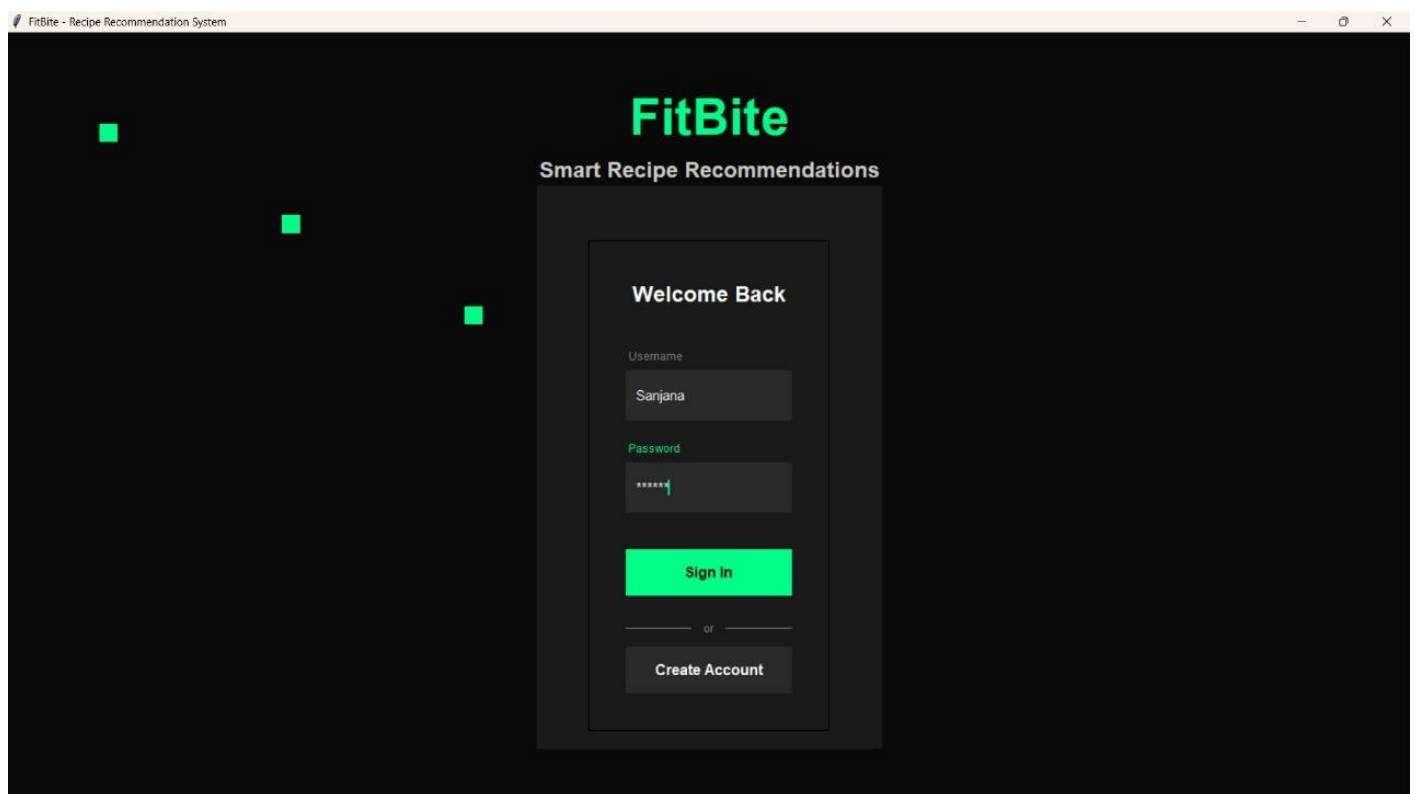 FitBite - Recipe Recommendation System
FitBite
Smart Recipe Recommendations
Welcome Back
Username
Sanjana
Password
******
Sign In
or
Create Account